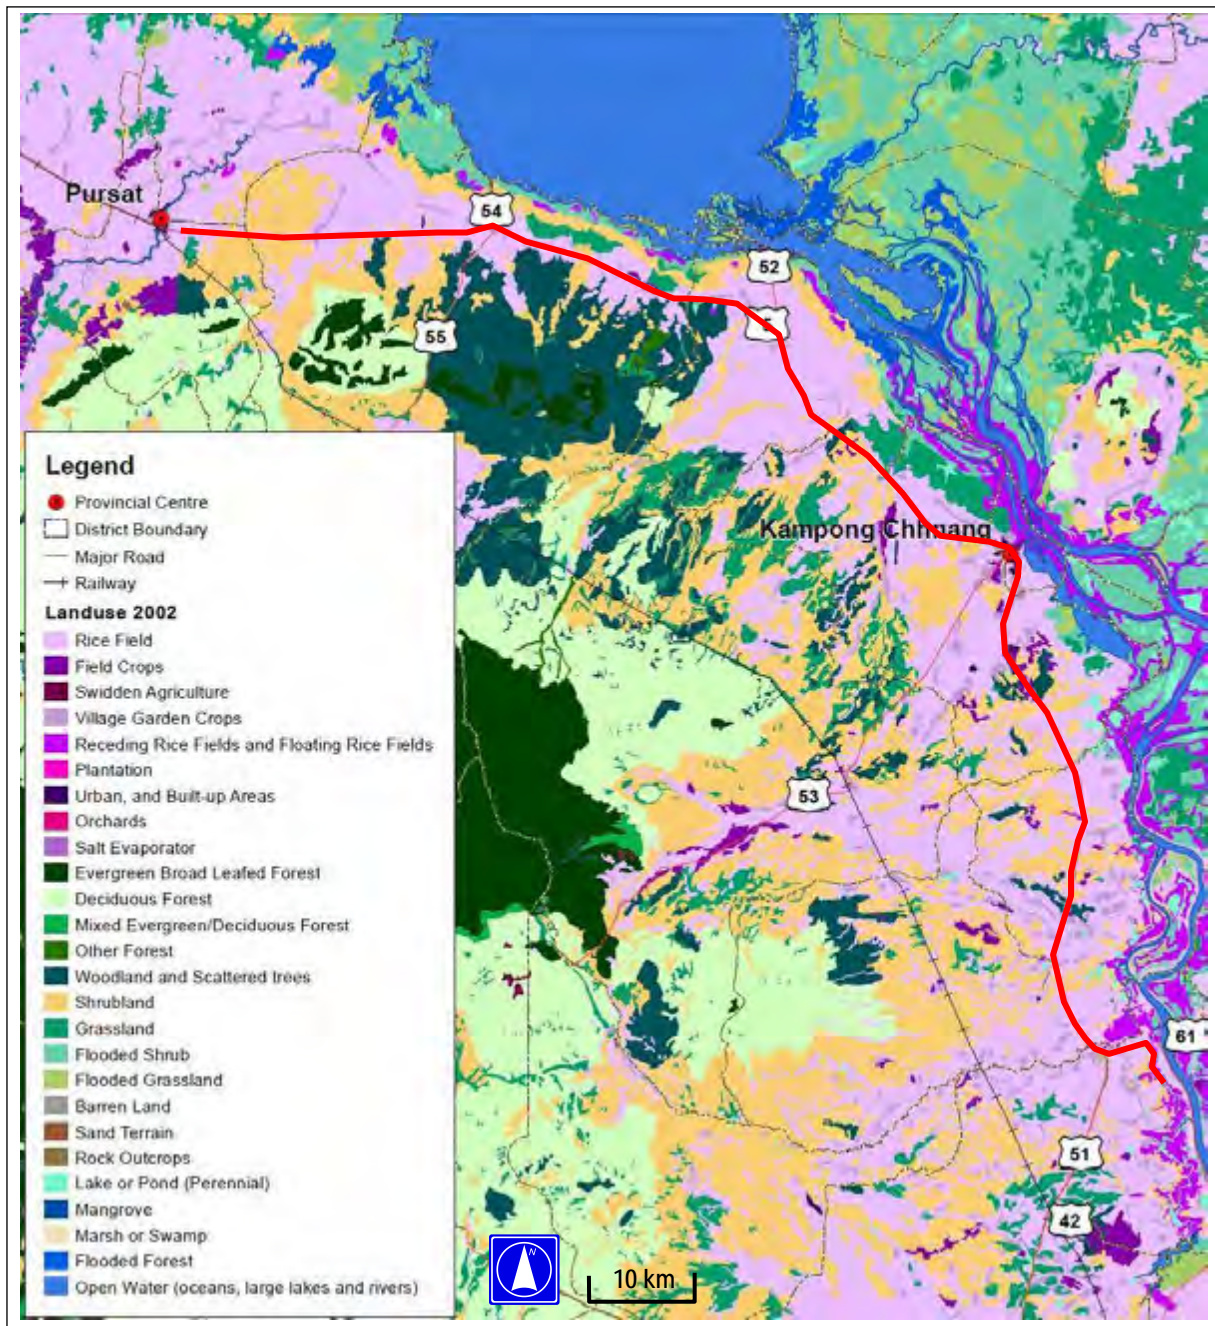 Pursat
54
52
5
55
Kampong Chhnang
53
61
51
42
Legend
Provincial Centre
District Boundary
Major Road
Railway
Landuse 2002
Rice Field
Field Crops
Swidden Agriculture
Village Garden Crops
Receding Rice Fields and Floating Rice Fields
Plantation
Urban, and Built-up Areas
Orchards
Salt Evaporator
Evergreen Broad Leafed Forest
Deciduous Forest
Mixed Evergreen/Deciduous Forest
Other Forest
Woodland and Scattered trees
Shrubland
Grassland
Flooded Shrub
Flooded Grassland
Barren Land
Sand Terrain
Rock Outcrops
Lake or Pond (Perennial)
Mangrove
Marsh or Swamp
Flooded Forest
Open Water (oceans, large lakes and rivers)
N
10 km